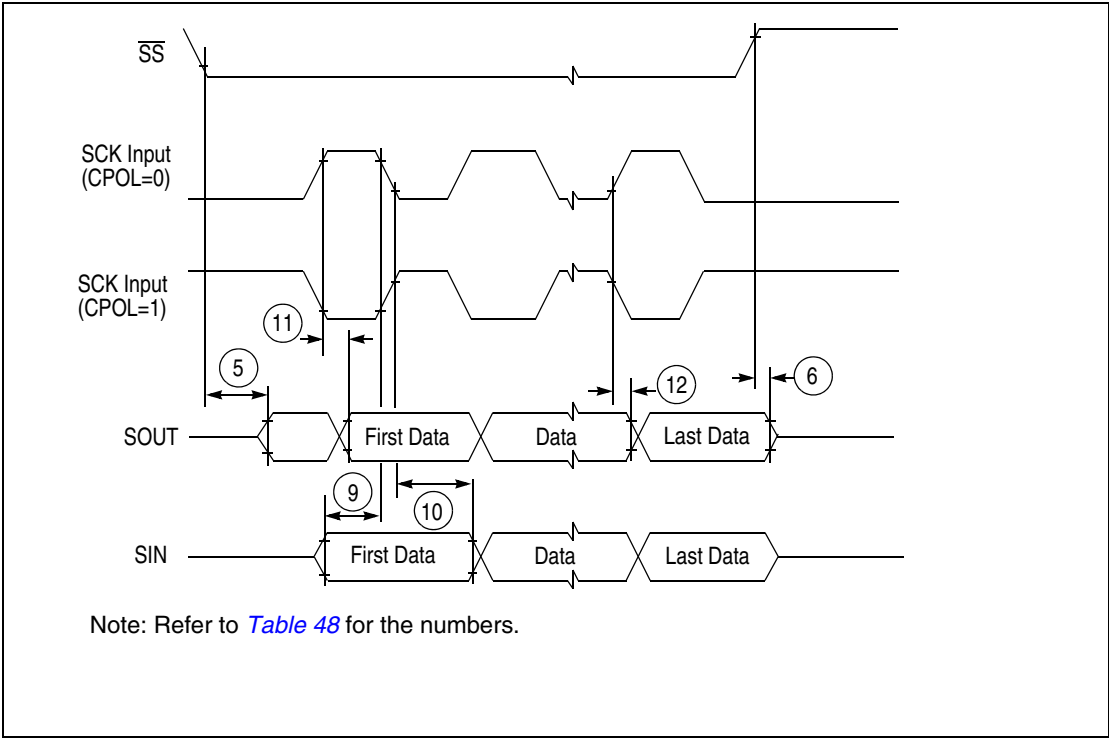 SS
SCK Input
(CPOL=0)
SCK Input
(CPOL=1)
11
5
12
6
SOUT
First Data
Data
Last Data
9
10
SIN
First Data
Data
Last Data
Note: Refer to Table 48 for the numbers.